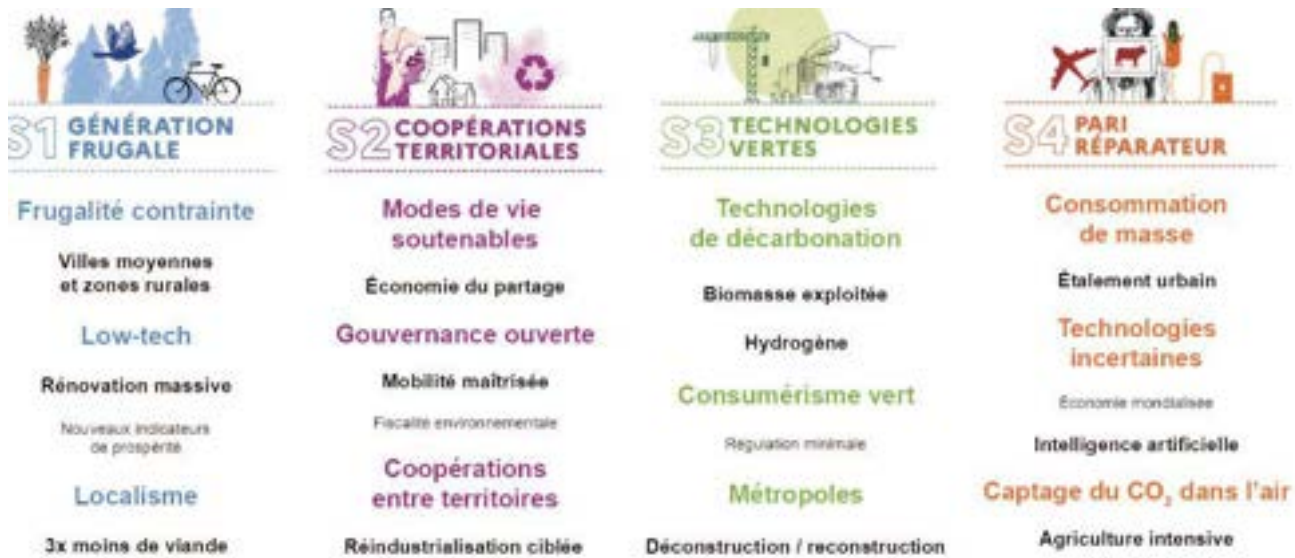 S1 GÉNÉRATION
FRUGALE
Frugalité contrainte
Villes moyennes
et zones rurales
Low-tech
Rénovation massive
Nouveaux indicateurs
de prospérité
Localisme
3x moins de viande
S2 COOPÉRATIONS
TERRITORIALES
Modes de vie
soutenables
Économie du partage
Gouvernance ouverte
Mobilité maîtrisée
Fiscalité environnementale
Coopérations
entre territoires
Réindustrialisation ciblée
S3 TECHNOLOGIES
VERTES
Technologies
de décarbonation
Biomasse exploitée
Hydrogène
Consumérisme vert
Régulation minimale
Métropoles
Déconstruction / reconstruction
S4 PARI
RÉPARATEUR
Consommation
de masse
Étalement urbain
Technologies
incertaines
Économie mondialisée
Intelligence artificielle
Captage du CO₂ dans l'air
Agriculture intensive